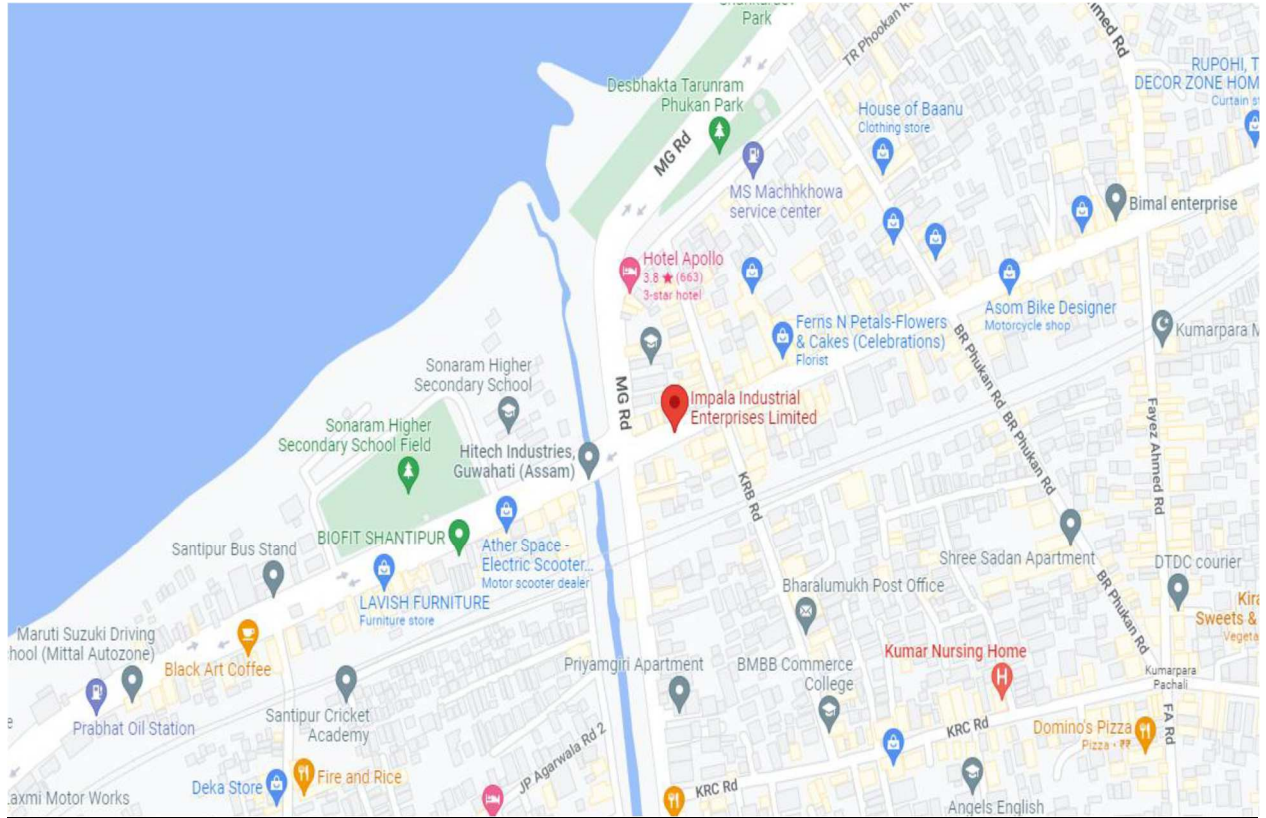 Park
Desbhakta Tarunram
Phukan Park
MG Rd
TR Phookan Rd
Ahmed Rd
RUPOHI, T
DECOR ZONE HOM
Curtain st
House of Baanu
Clothing store
MS Machhkhowa
service center
Bimal enterprise
Hotel Apollo
3.8 ★ (663)
3-star hotel
Asom Bike Designer
Motorcycle shop
Ferns N Petals-Flowers
& Cakes (Celebrations)
Florist
Kumarpara M
BR Phukan Rd
Sonaram Higher
Secondary School
MG Rd
Impala Industrial
Enterprises Limited
Fayez Ahmed Rd
Sonaram Higher
Secondary School Field
Hitech Industries,
Guwahati (Assam)
BR Phukan Rd
KRB Rd
BIOFIT SHANTIPUR
Ather Space -
Electric Scooter...
Motor scooter dealer
Santipur Bus Stand
Shree Sadan Apartment
DTDC courier
Bharalumukh Post Office
LAVISH FURNITURE
Furniture store
BR Phukan Rd
Kira
Sweets &
Vegeta
Maruti Suzuki Driving
hool (Mittal Autozone)
Black Art Coffee
Priyamgiri Apartment
BMBB Commerce
College
Kumar Nursing Home
Kumarpara
Pachali
Prabhat Oil Station
Santipur Cricket
Academy
KRC Rd
Domino's Pizza
Pizza · ₹₹
FA Rd
JP Agarwala Rd 2
Deka Store
Fire and Rice
KRC Rd
axmi Motor Works
Angels English